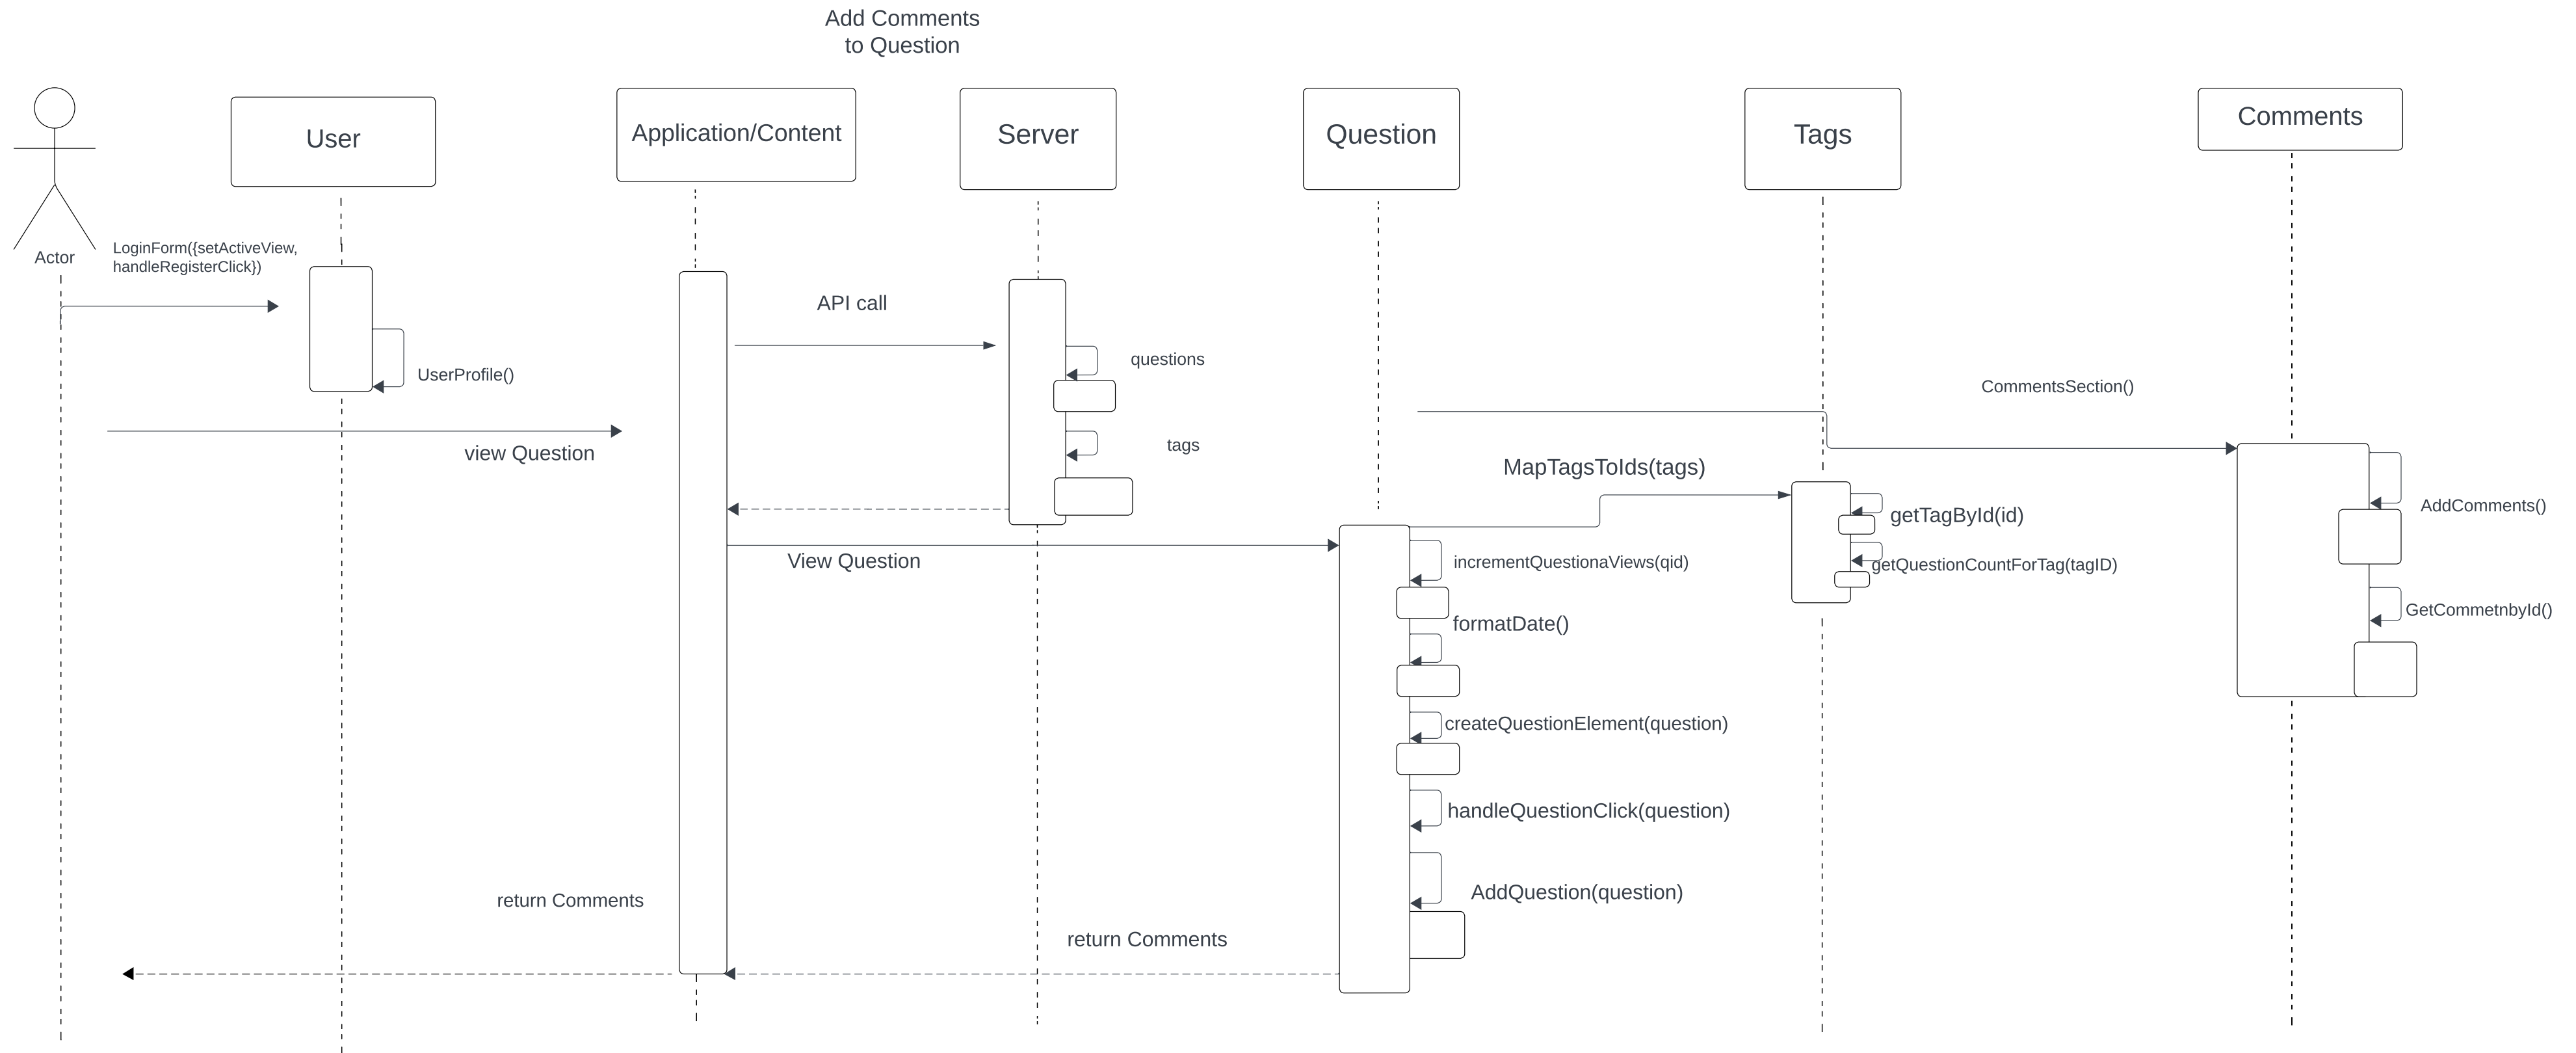 Add Comments
to Question
User
Application/Content
Server
Question
Tags
Comments
Actor
LoginForm({setActiveView,
handleRegisterClick})
API call
questions
UserProfile()
CommentsSection()
view Question
tags
MapTagsToIds(tags)
getTagById(id)
AddComments()
View Question
incrementQuestionaViews(qid)
getQuestionCountForTag(tagID)
GetCommetnbyId()
formatDate()
createQuestionElement(question)
handleQuestionClick(question)
AddQuestion(question)
return Comments
return Comments